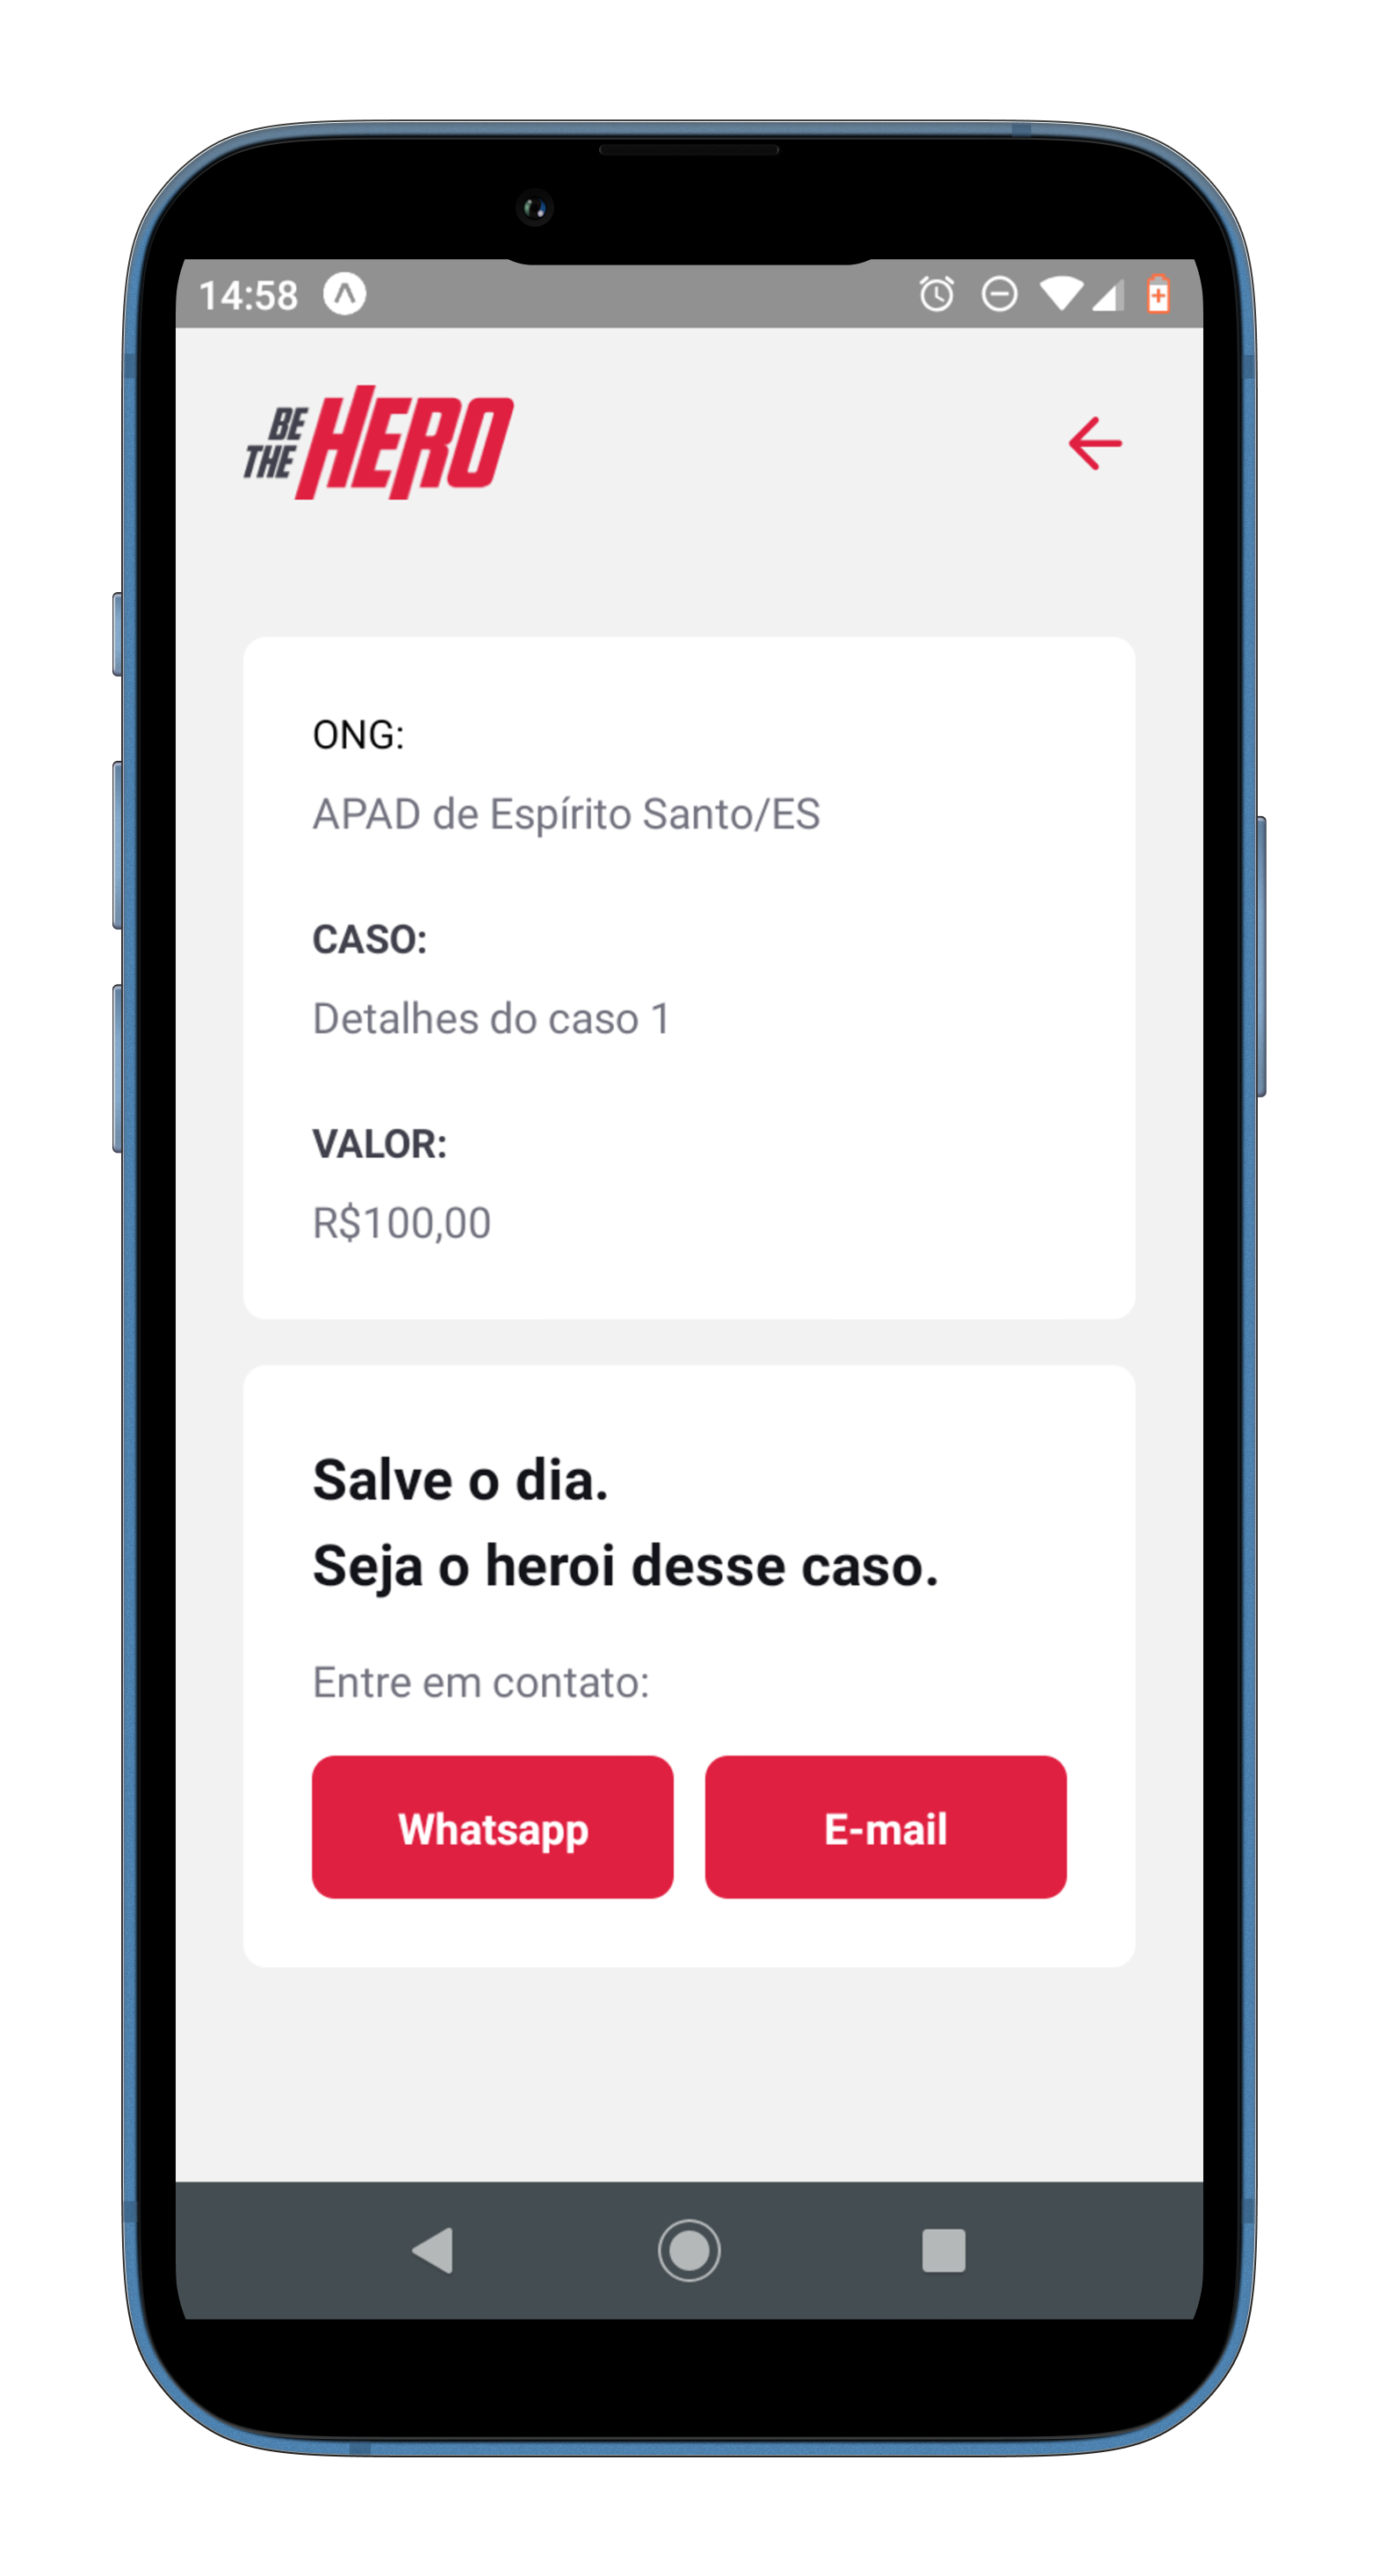 14:58
BE
THE HERO
ONG:
APAD de Espírito Santo/ES
CASO:
Detalhes do caso 1
VALOR:
R$100,00
Salve o dia.
Seja o heroi desse caso.
Entre em contato:
Whatsapp E-mail